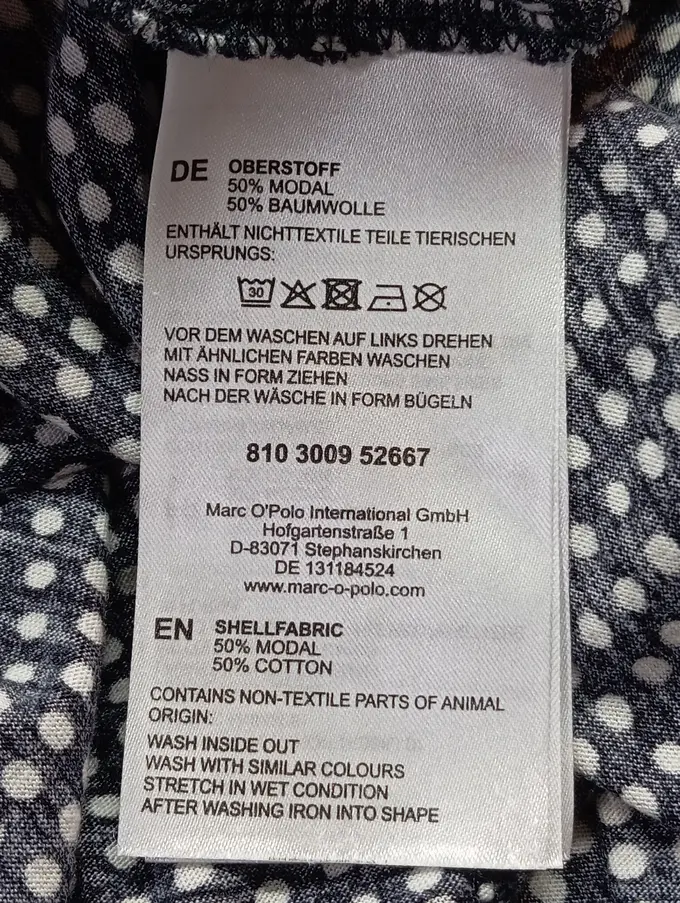 DE OBERSTOFF
50% MODAL
50% BAUMWOLLE
ENTHÄLT NICHTTEXTILE TEILE TIERISCHEN
URSPRUNGS:
30
VOR DEM WASCHEN AUF LINKS DREHEN
MIT ÄHNLICHEN FARBEN WASCHEN
NASS IN FORM ZIEHEN
NACH DER WÄSCHE IN FORM BÜGELN
810 3009 52667
Marc O'Polo International GmbH
Hofgartenstraße 1
D-83071 Stephanskirchen
DE 131184524
www.marc-o-polo.com
EN SHELLFABRIC
50% MODAL
50% COTTON
CONTAINS NON-TEXTILE PARTS OF ANIMAL
ORIGIN:
WASH INSIDE OUT
WASH WITH SIMILAR COLOURS
STRETCH IN WET CONDITION
AFTER WASHING IRON INTO SHAPE